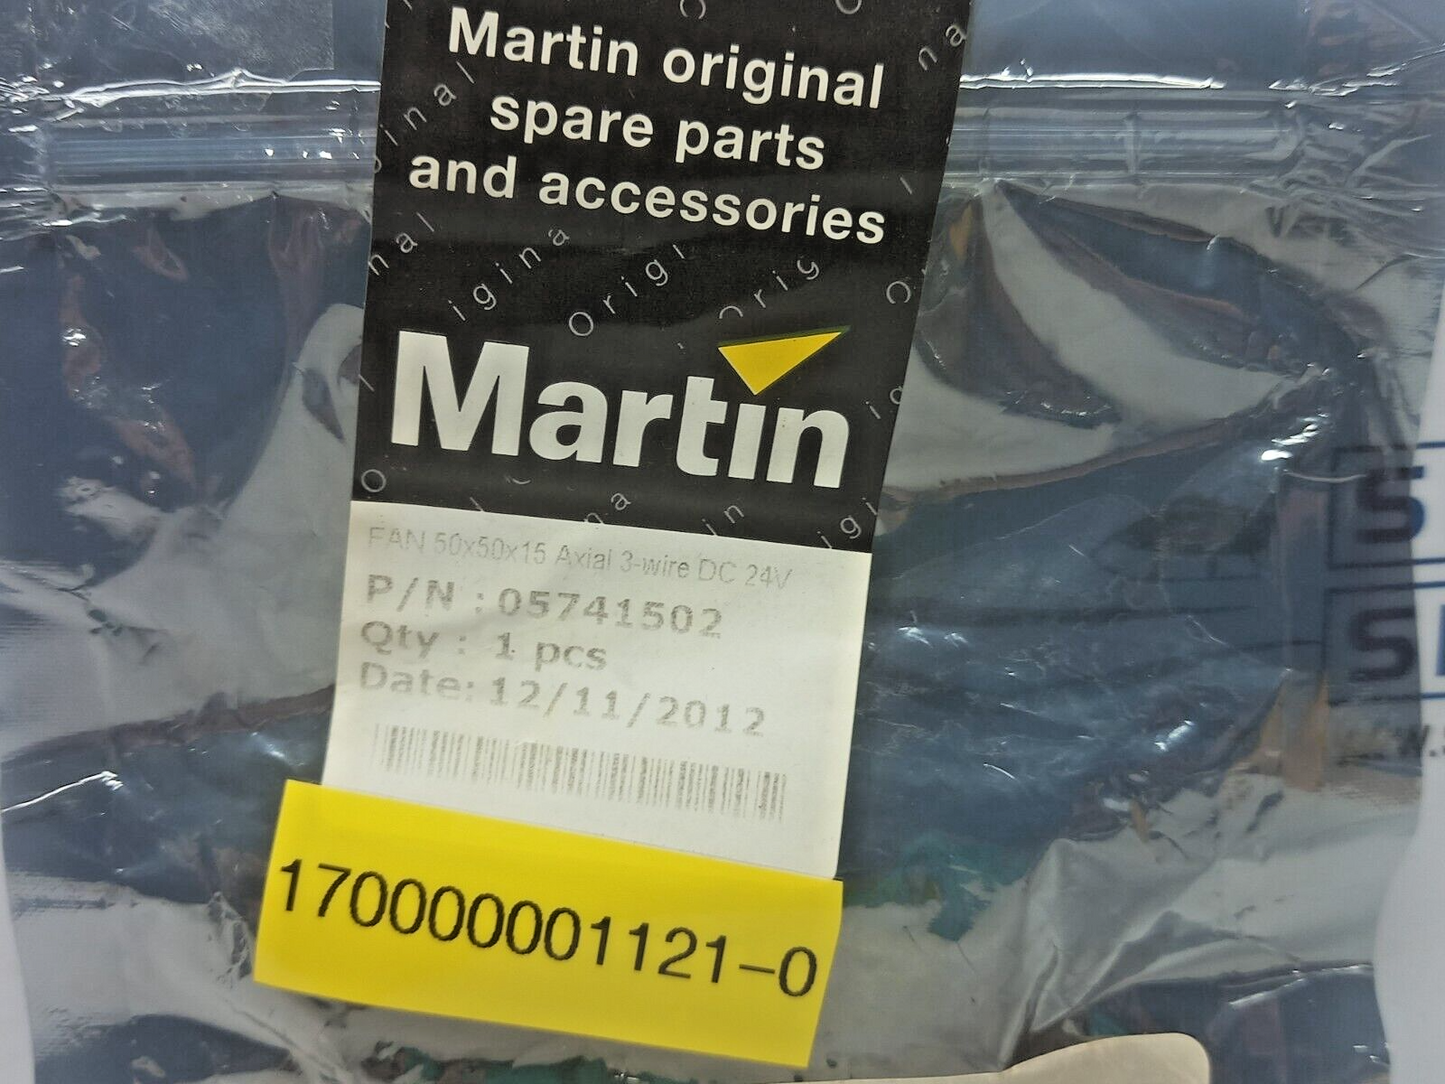 Martin original
spare parts
and accessories
Martin
FAN 50x50x15 Axial 3-wire DC 24V
P/N : 05741502
Qty : 1 pcs
Date: 12/11/2012
170000001121-0